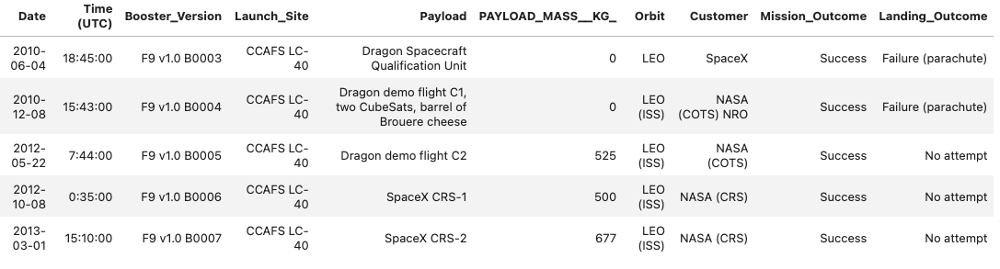 Date Time (UTC) Booster_Version Launch_Site Payload PAYLOAD_MASS__KG_ Orbit Customer Mission_Outcome Landing_Outcome
2010-06-04 18:45:00 F9 v1.0 B0003 CCAFS LC-40 Dragon Spacecraft Qualification Unit 0 LEO SpaceX Success Failure (parachute)
2010-12-08 15:43:00 F9 v1.0 B0004 CCAFS LC-40 Dragon demo flight C1, two CubeSats, barrel of Brouere cheese 0 LEO (ISS) NASA (COTS) NRO Success Failure (parachute)
2012-05-22 7:44:00 F9 v1.0 B0005 CCAFS LC-40 Dragon demo flight C2 525 LEO (ISS) NASA (COTS) Success No attempt
2012-10-08 0:35:00 F9 v1.0 B0006 CCAFS LC-40 SpaceX CRS-1 500 LEO (ISS) NASA (CRS) Success No attempt
2013-03-01 15:10:00 F9 v1.0 B0007 CCAFS LC-40 SpaceX CRS-2 677 LEO (ISS) NASA (CRS) Success No attempt